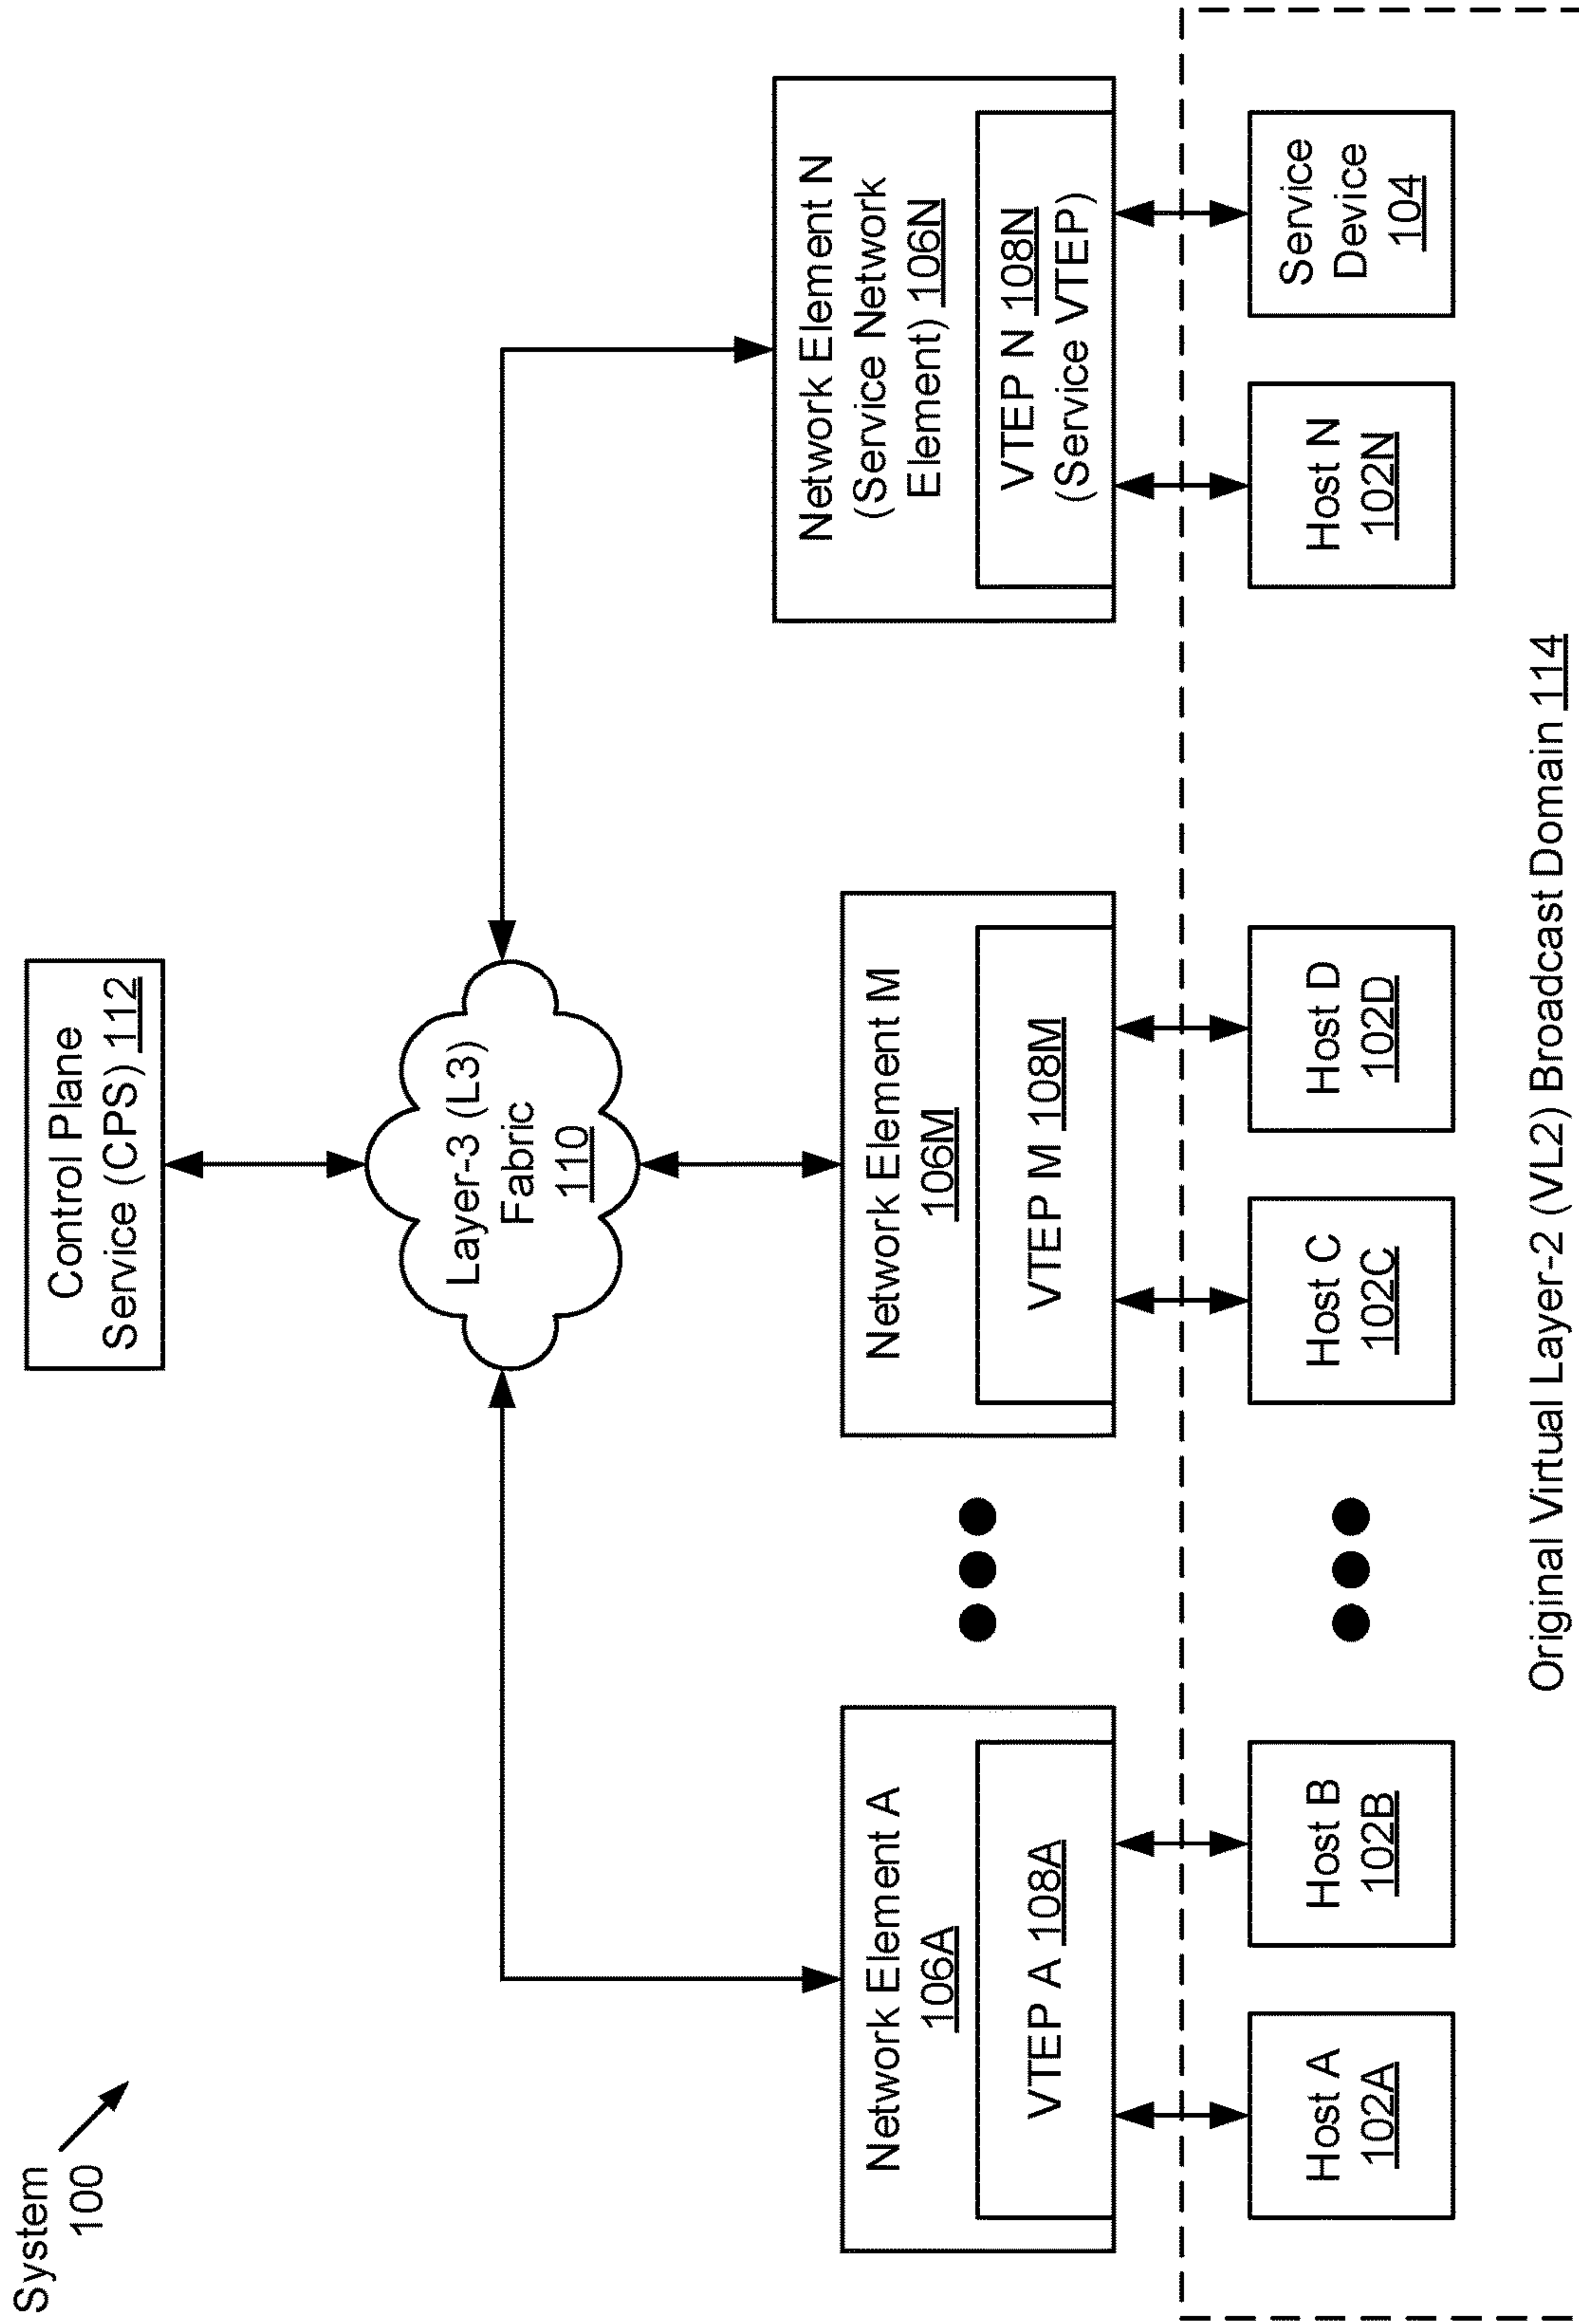 System
100
Control Plane
Service (CPS) 112
Layer-3 (L3)
Fabric
110
Network Element A
106A
VTEP A 108A
Network Element M
106M
VTEP M 108M
Network Element N
(Service Network
Element) 106N
VTEP N 108N
(Service VTEP)
Host A
102A
Host B
102B
Host C
102C
Host D
102D
Host N
102N
Service
Device
104
Original Virtual Layer-2 (VL2) Broadcast Domain 114